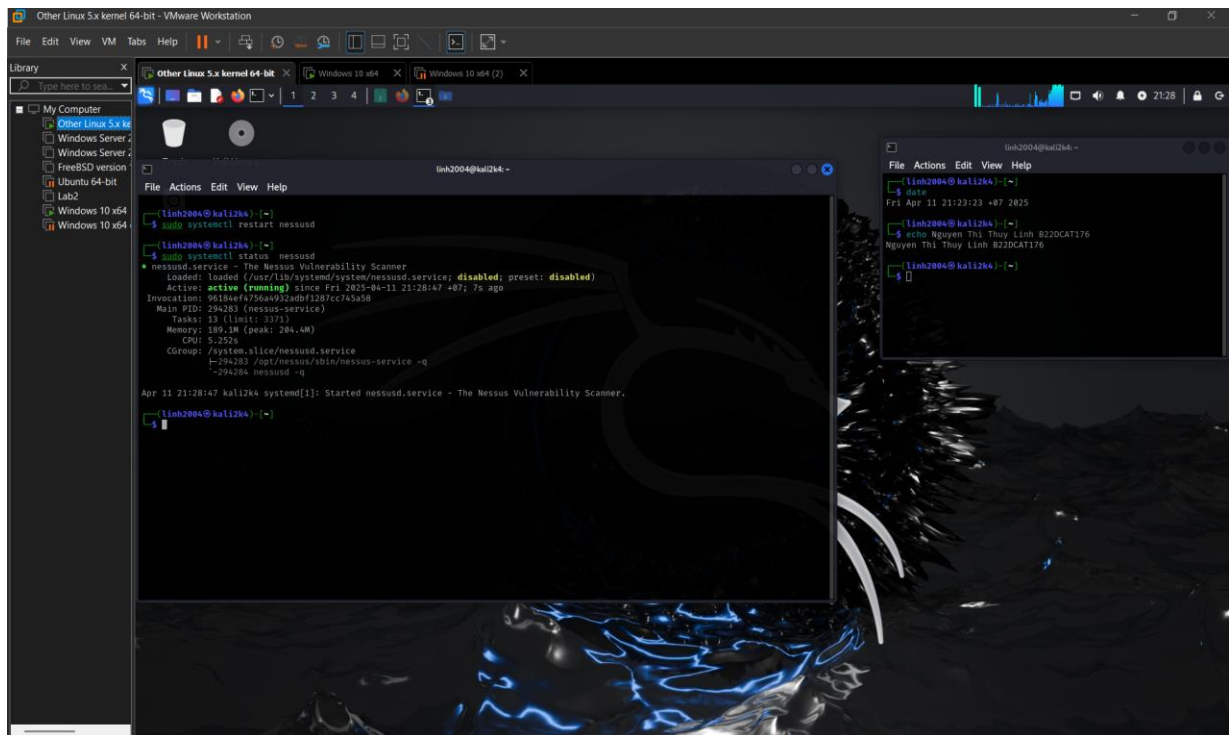 Other Linux 5.x kernel 64-bit - VMware Workstation
File Edit View VM Tabs Help
Library X
Type here to sea...
My Computer
Other Linux 5.x ke
Windows Server 2
Windows Server 2
FreeBSD version
Ubuntu 64-bit
Lab2
Windows 10 x64
Windows 10 x64
Other Linux 5.x kernel 64-bit
Windows 10 x64
Windows 10 x64 (2)
1 2 3 4
21:28
linh2004@kali2k4: ~
File Actions Edit View Help
┌──(linh2004㉿kali2k4)-[~]
└─$ sudo systemctl restart nessusd
┌──(linh2004㉿kali2k4)-[~]
└─$ sudo systemctl status  nessusd
● nessusd.service - The Nessus Vulnerability Scanner
Loaded: loaded (/usr/lib/systemd/system/nessusd.service; disabled; preset: disabled)
Active: active (running) since Fri 2025-04-11 21:28:47 +07; 7s ago
Invocation: 96184ef4756a4932adbf1287cc745a58
Main PID: 294283 (nessus-service)
Tasks: 13 (limit: 3371)
Memory: 189.1M (peak: 204.4M)
CPU: 5.252s
CGroup: /system.slice/nessusd.service
├─294283 /opt/nessus/sbin/nessus-service -q
`-294284 nessusd -q
Apr 11 21:28:47 kali2k4 systemd[1]: Started nessusd.service - The Nessus Vulnerability Scanner.
┌──(linh2004㉿kali2k4)-[~]
└─$
linh2004@kali2k4: ~
File Actions Edit View Help
┌──(linh2004㉿kali2k4)-[~]
└─$ date
Fri Apr 11 21:23:23 +07 2025
┌──(linh2004㉿kali2k4)-[~]
└─$ echo Nguyen Thi Thuy Linh B22DCAT176
Nguyen Thi Thuy Linh B22DCAT176
┌──(linh2004㉿kali2k4)-[~]
└─$